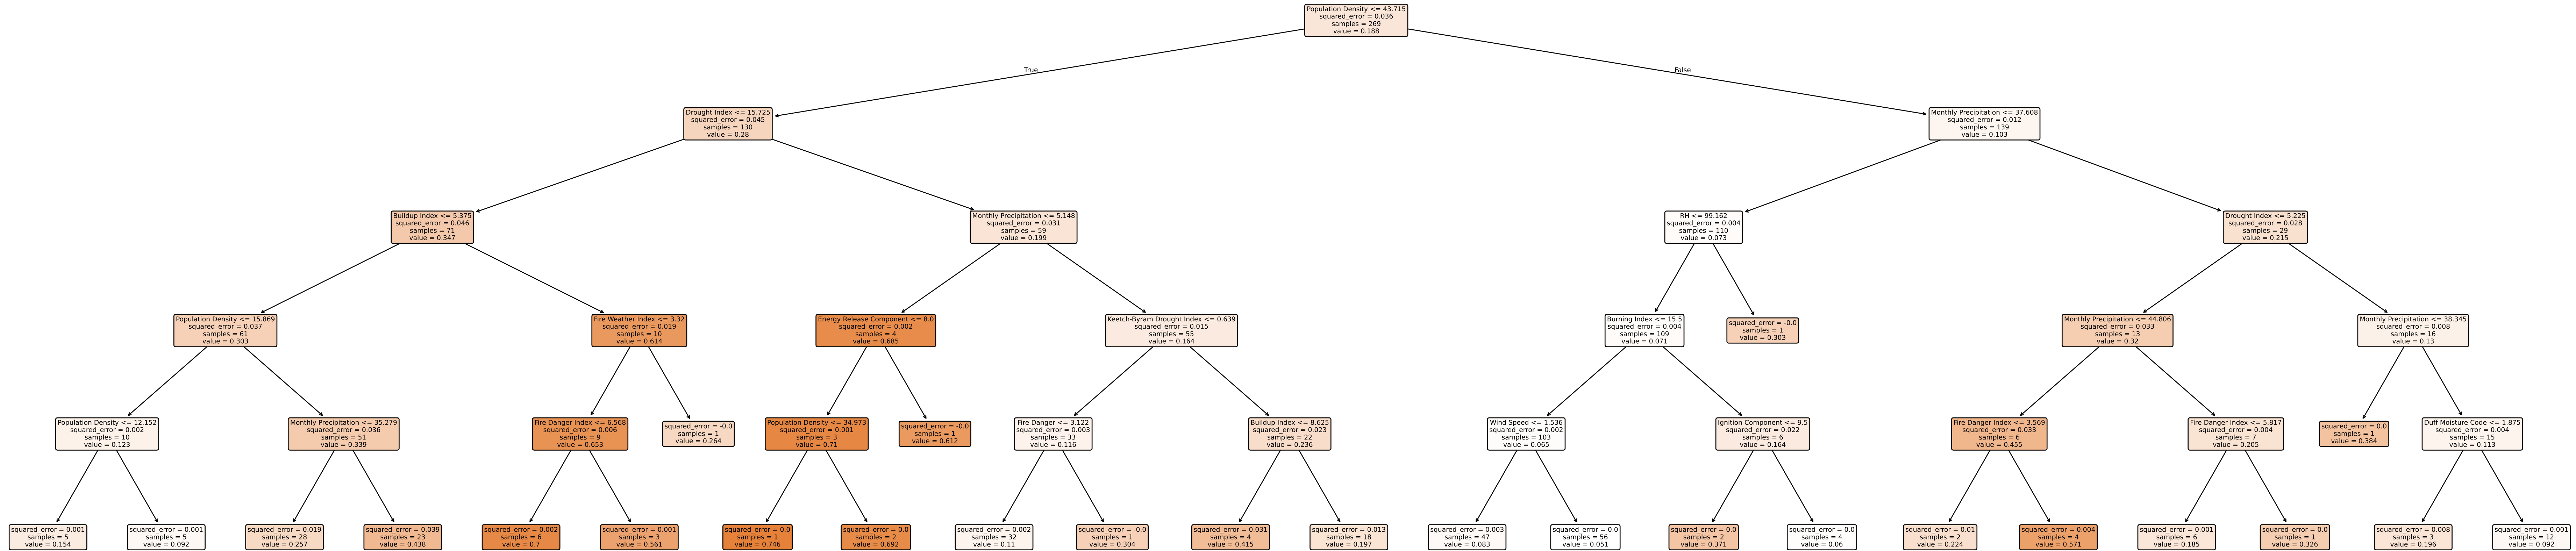 Population Density <= 43.715
squared_error = 0.036
samples = 269
value = 0.188
True
False
Drought Index <= 15.725
squared_error = 0.045
samples = 130
value = 0.28
Monthly Precipitation <= 37.608
squared_error = 0.012
samples = 139
value = 0.103
Buildup Index <= 5.375
squared_error = 0.046
samples = 71
value = 0.347
Monthly Precipitation <= 5.148
squared_error = 0.031
samples = 59
value = 0.199
RH <= 99.162
squared_error = 0.004
samples = 110
value = 0.073
Drought Index <= 5.225
squared_error = 0.028
samples = 29
value = 0.215
Population Density <= 15.869
squared_error = 0.037
samples = 61
value = 0.303
Fire Weather Index <= 3.32
squared_error = 0.019
samples = 10
value = 0.614
Energy Release Component <= 8.0
squared_error = 0.002
samples = 4
value = 0.685
Keetch-Byram Drought Index <= 0.639
squared_error = 0.015
samples = 55
value = 0.164
Burning Index <= 15.5
squared_error = 0.004
samples = 109
value = 0.071
squared_error = -0.0
samples = 1
value = 0.303
Monthly Precipitation <= 44.806
squared_error = 0.033
samples = 13
value = 0.32
Monthly Precipitation <= 38.345
squared_error = 0.008
samples = 16
value = 0.13
Population Density <= 12.152
squared_error = 0.002
samples = 10
value = 0.123
Monthly Precipitation <= 35.279
squared_error = 0.036
samples = 51
value = 0.339
Fire Danger Index <= 6.568
squared_error = 0.006
samples = 9
value = 0.653
squared_error = -0.0
samples = 1
value = 0.264
Population Density <= 34.973
squared_error = 0.001
samples = 3
value = 0.71
squared_error = -0.0
samples = 1
value = 0.612
Fire Danger <= 3.122
squared_error = 0.003
samples = 33
value = 0.116
Buildup Index <= 8.625
squared_error = 0.023
samples = 22
value = 0.236
Wind Speed <= 1.536
squared_error = 0.002
samples = 103
value = 0.065
Ignition Component <= 9.5
squared_error = 0.022
samples = 6
value = 0.164
Fire Danger Index <= 3.569
squared_error = 0.033
samples = 6
value = 0.455
Fire Danger Index <= 5.817
squared_error = 0.004
samples = 7
value = 0.205
squared_error = 0.0
samples = 1
value = 0.384
Duff Moisture Code <= 1.875
squared_error = 0.004
samples = 15
value = 0.113
squared_error = 0.001
samples = 5
value = 0.154
squared_error = 0.001
samples = 5
value = 0.092
squared_error = 0.019
samples = 28
value = 0.257
squared_error = 0.039
samples = 23
value = 0.438
squared_error = 0.002
samples = 6
value = 0.7
squared_error = 0.001
samples = 3
value = 0.561
squared_error = 0.0
samples = 1
value = 0.746
squared_error = 0.0
samples = 2
value = 0.692
squared_error = 0.002
samples = 32
value = 0.11
squared_error = -0.0
samples = 1
value = 0.304
squared_error = 0.031
samples = 4
value = 0.415
squared_error = 0.013
samples = 18
value = 0.197
squared_error = 0.003
samples = 47
value = 0.083
squared_error = 0.0
samples = 56
value = 0.051
squared_error = 0.0
samples = 2
value = 0.371
squared_error = 0.0
samples = 4
value = 0.06
squared_error = 0.01
samples = 2
value = 0.224
squared_error = 0.004
samples = 4
value = 0.571
squared_error = 0.001
samples = 6
value = 0.185
squared_error = 0.0
samples = 1
value = 0.326
squared_error = 0.008
samples = 3
value = 0.196
squared_error = 0.001
samples = 12
value = 0.092